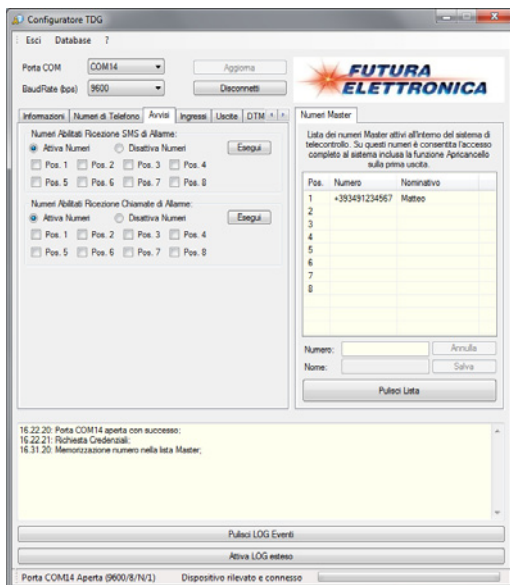 Configuratore TDG
Esci Database ?
Porta COM COM14 Aggiorna
BaudRate (bps) 9600 Disconnetti
FUTURA
ELETTRONICA
Informazioni Numeri di Telefono Avvisi Ingressi Uscite DTM
Numeri Abilitati Ricezione SMS di Allarme:
Attiva Numeri Disattiva Numeri Esegui
Pos. 1 Pos. 2 Pos. 3 Pos. 4
Pos. 5 Pos. 6 Pos. 7 Pos. 8
Numeri Abilitati Ricezione Chiamate di Allarme:
Attiva Numeri Disattiva Numeri Esegui
Pos. 1 Pos. 2 Pos. 3 Pos. 4
Pos. 5 Pos. 6 Pos. 7 Pos. 8
Numeri Master
Lista dei numeri Master attivi all'interno del sistema di
telecontrollo. Su questi numeri è consentita l'accesso
completo al sistema inclusa la funzione Apricancello
sulla prima uscita.
Pos. Numero Nominativo
1 +393491234567 Matteo
2
3
4
5
6
7
8
Numero: Annulla
Nome: Salva
Pulisci Lista
16.22.20: Porta COM14 aperta con successo;
16.22.21: Richiesta Credenziali;
16.31.20: Memorizzazione numero nella lista Master;
Pulisci LOG Eventi
Attiva LOG esteso
Porta COM14 Aperta (9600/8/N/1) Dispositivo rilevato e connesso